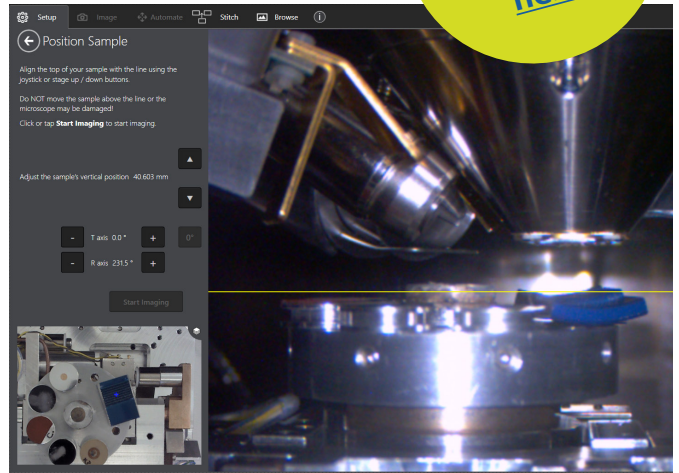 Setup
Image
Automate
Stitch
Browse
Position Sample
Align the top of your sample with the line using the
joystick or stage up / down buttons.
Do NOT move the sample above the line or the
microscope may be damaged!
Click or tap Start Imaging to start imaging.
Adjust the sample's vertical position 40.603 mm
- T axis 0.0 ° + 0°
- R axis 231.5 ° +
Start Imaging